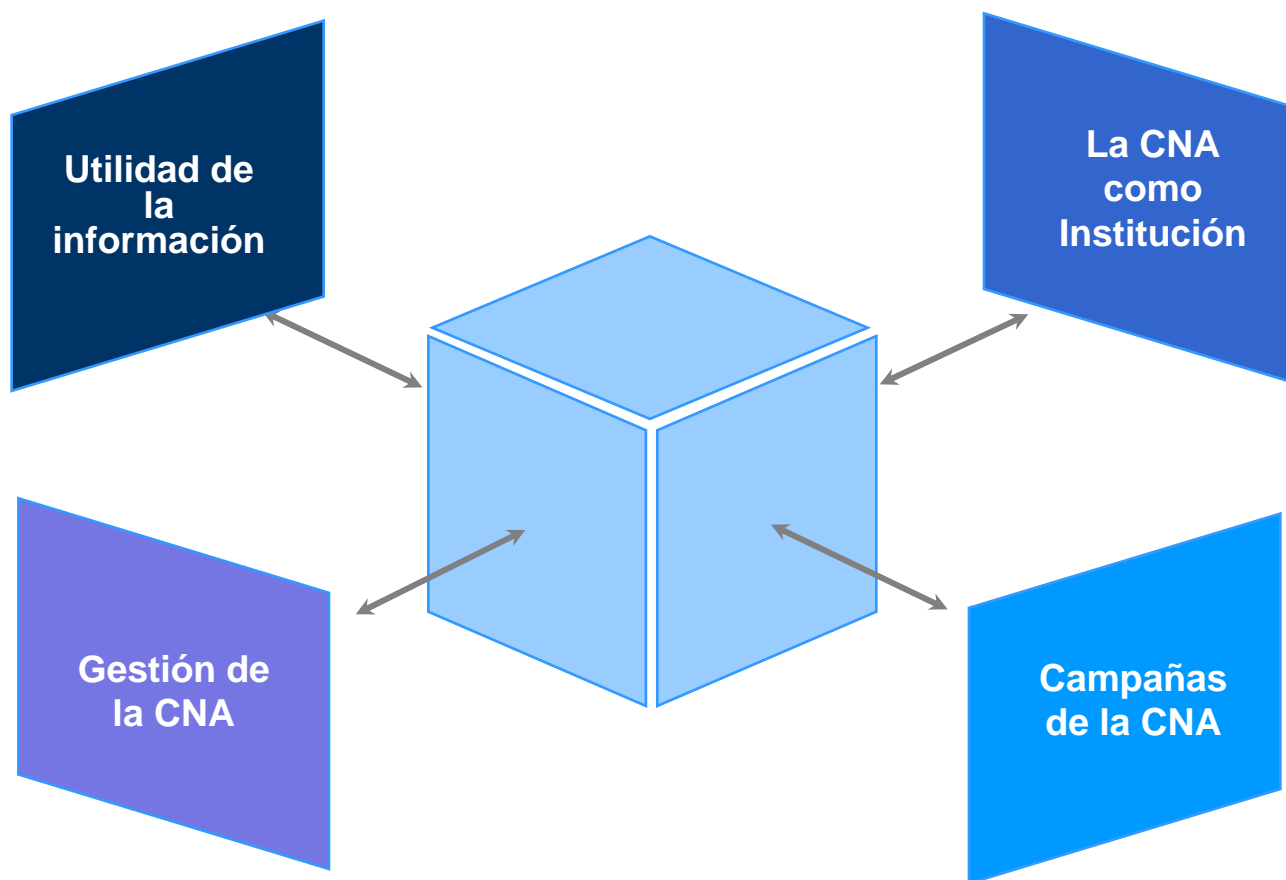 Utilidad de
la
información
La CNA
como
Institución
Gestión de
la CNA
Campañas
de la CNA